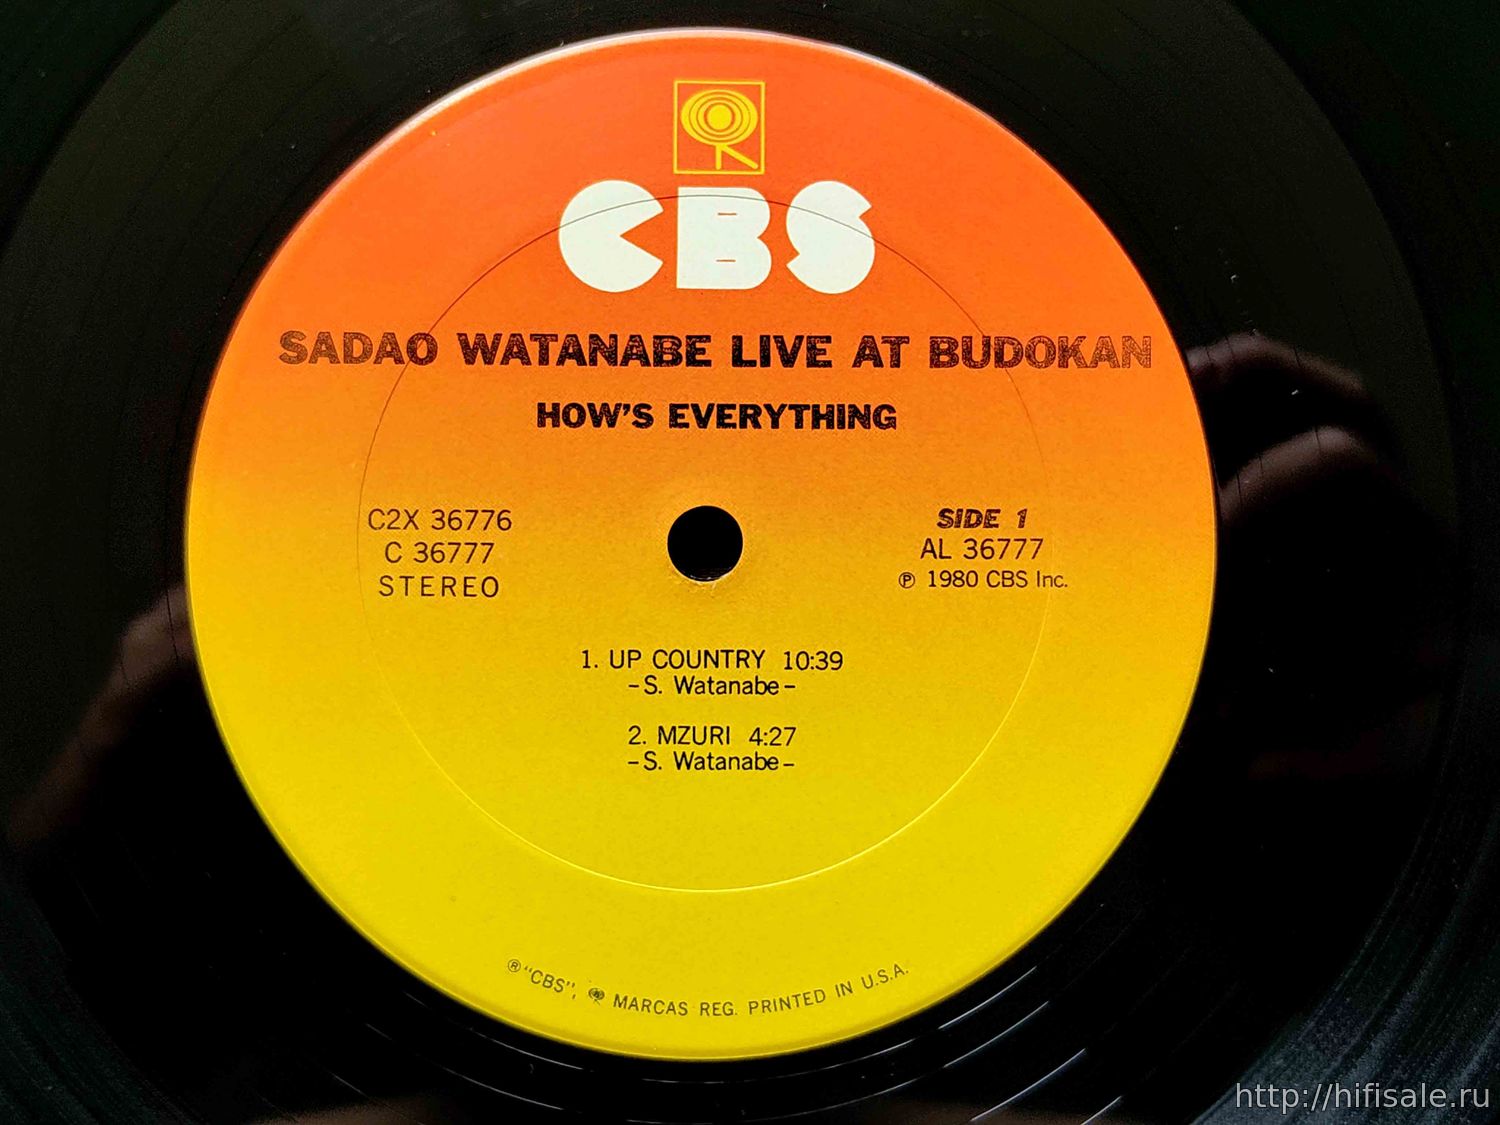 CBS
SADAO WATANABE LIVE AT BUDOKAN
HOW'S EVERYTHING
C2X 36776
C 36777
STEREO
SIDE 1
AL 36777
℗ 1980 CBS Inc.
1. UP COUNTRY 10:39
-S. Watanabe-
2. MZURI 4:27
-S. Watanabe-
® "CBS", MARCAS REG. PRINTED IN U.S.A.
http://hifisale.ru